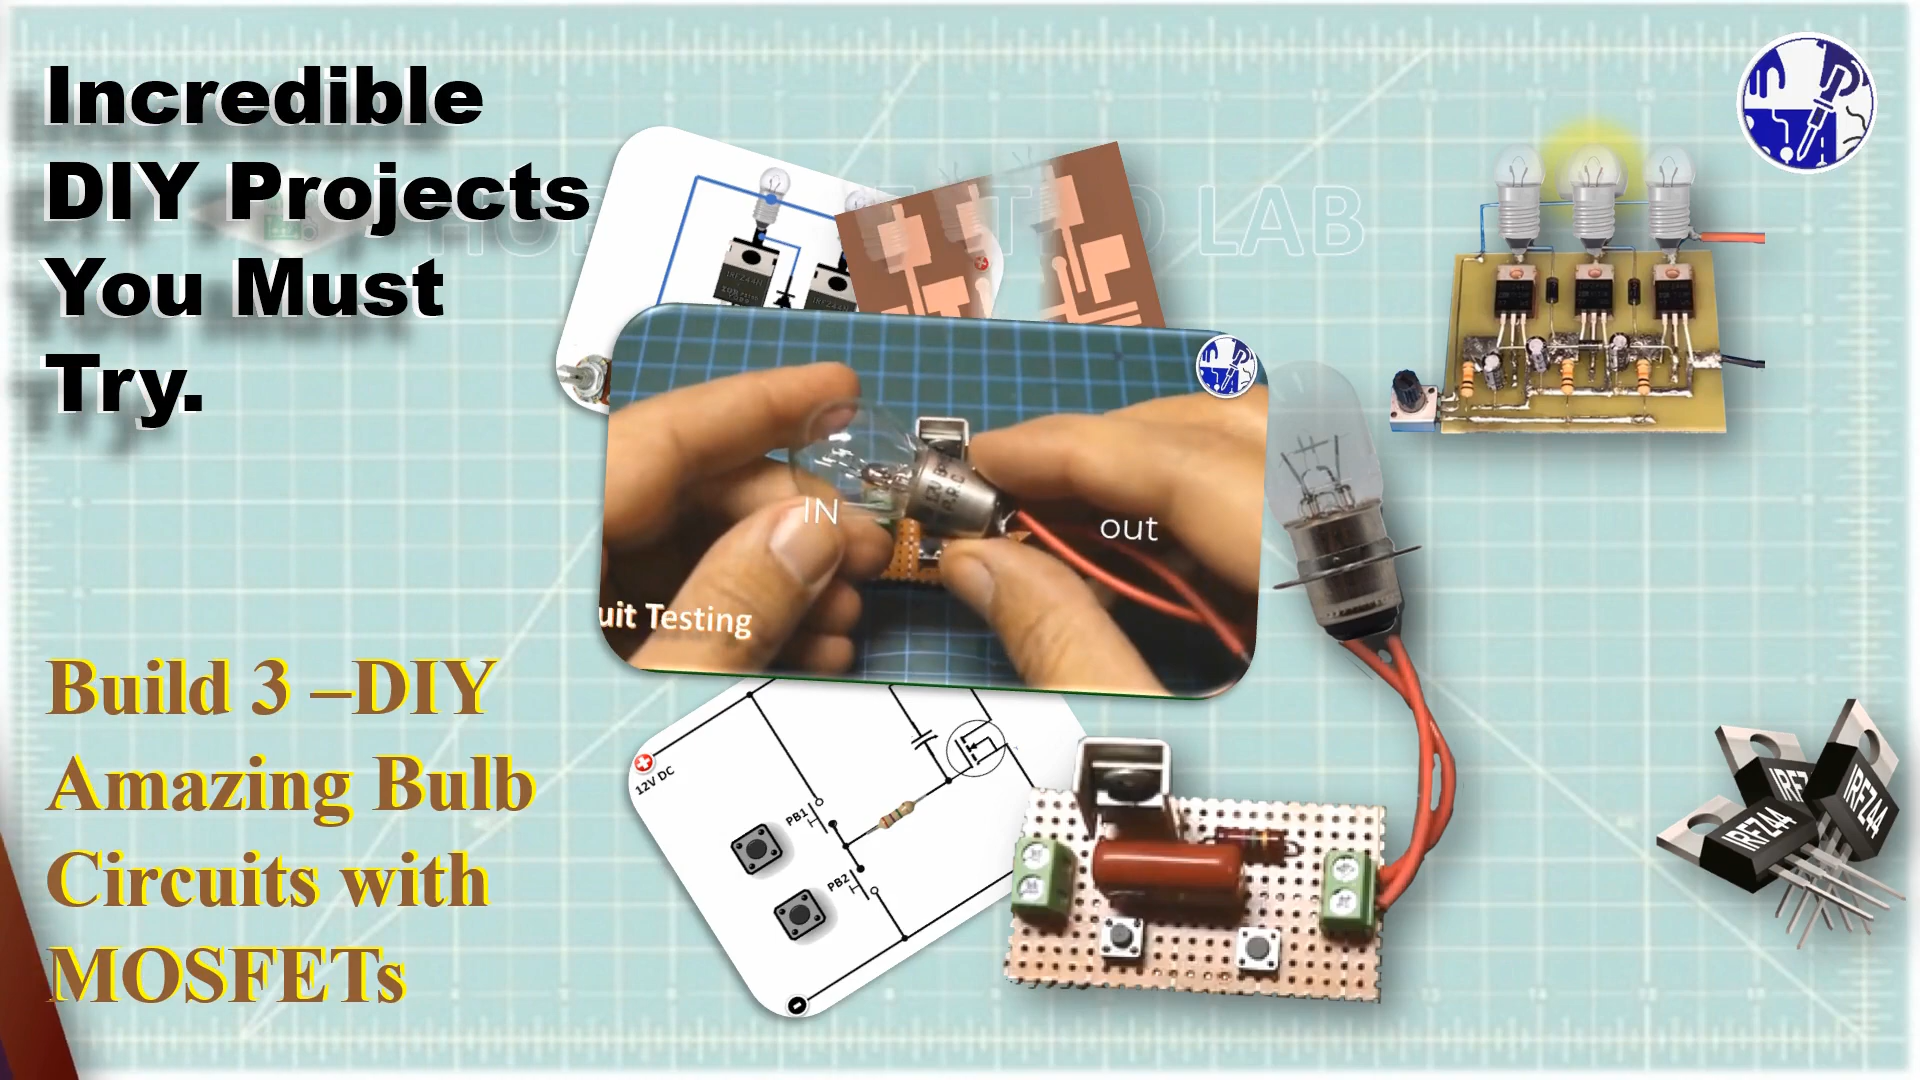 Incredible
DIY Projects
You Must
Try.
LAB
IN
out
uit Testing
Build 3 –DIY
Amazing Bulb
Circuits with
MOSFETs
12V DC
PB1
PB2
IRFZ44
IRFZ44